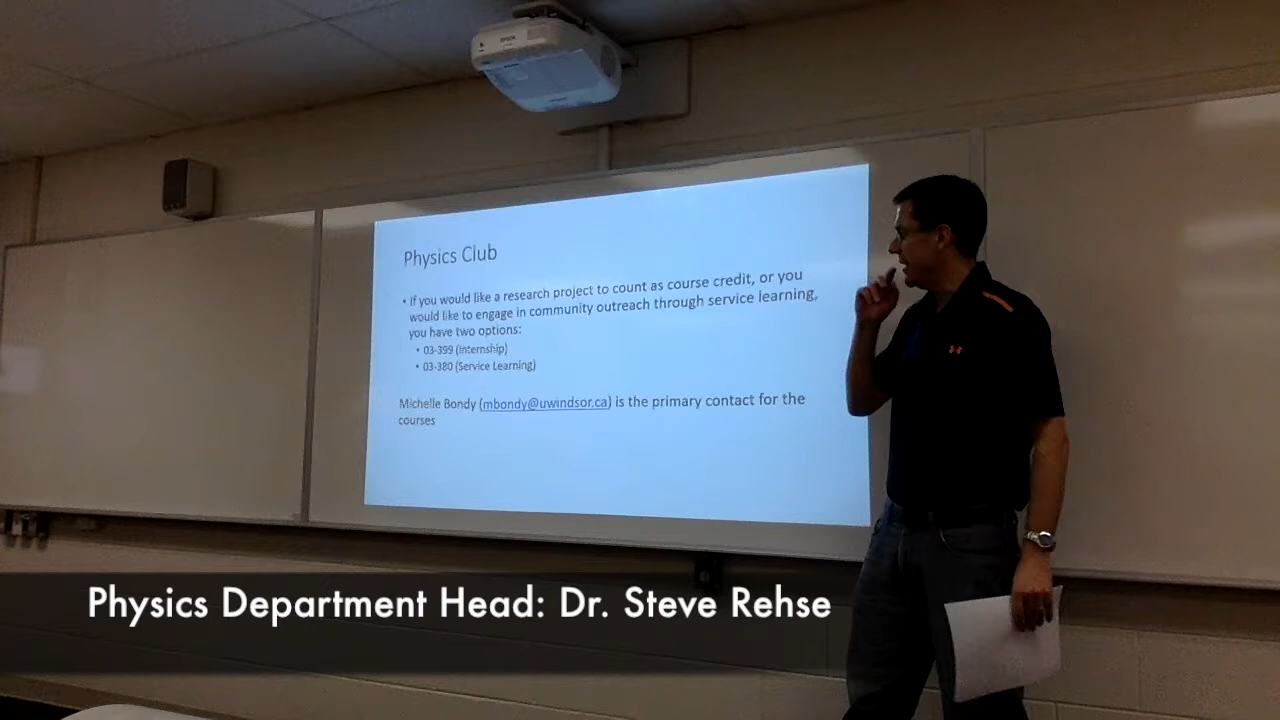 EPSON
Physics Club
• If you would like a research project to count as course credit, or you
would like to engage in community outreach through service learning,
you have two options:
• 03-399 (Internship)
• 03-380 (Service Learning)
Michelle Bondy (mbondy@uwindsor.ca) is the primary contact for the
courses
Physics Department Head: Dr. Steve Rehse